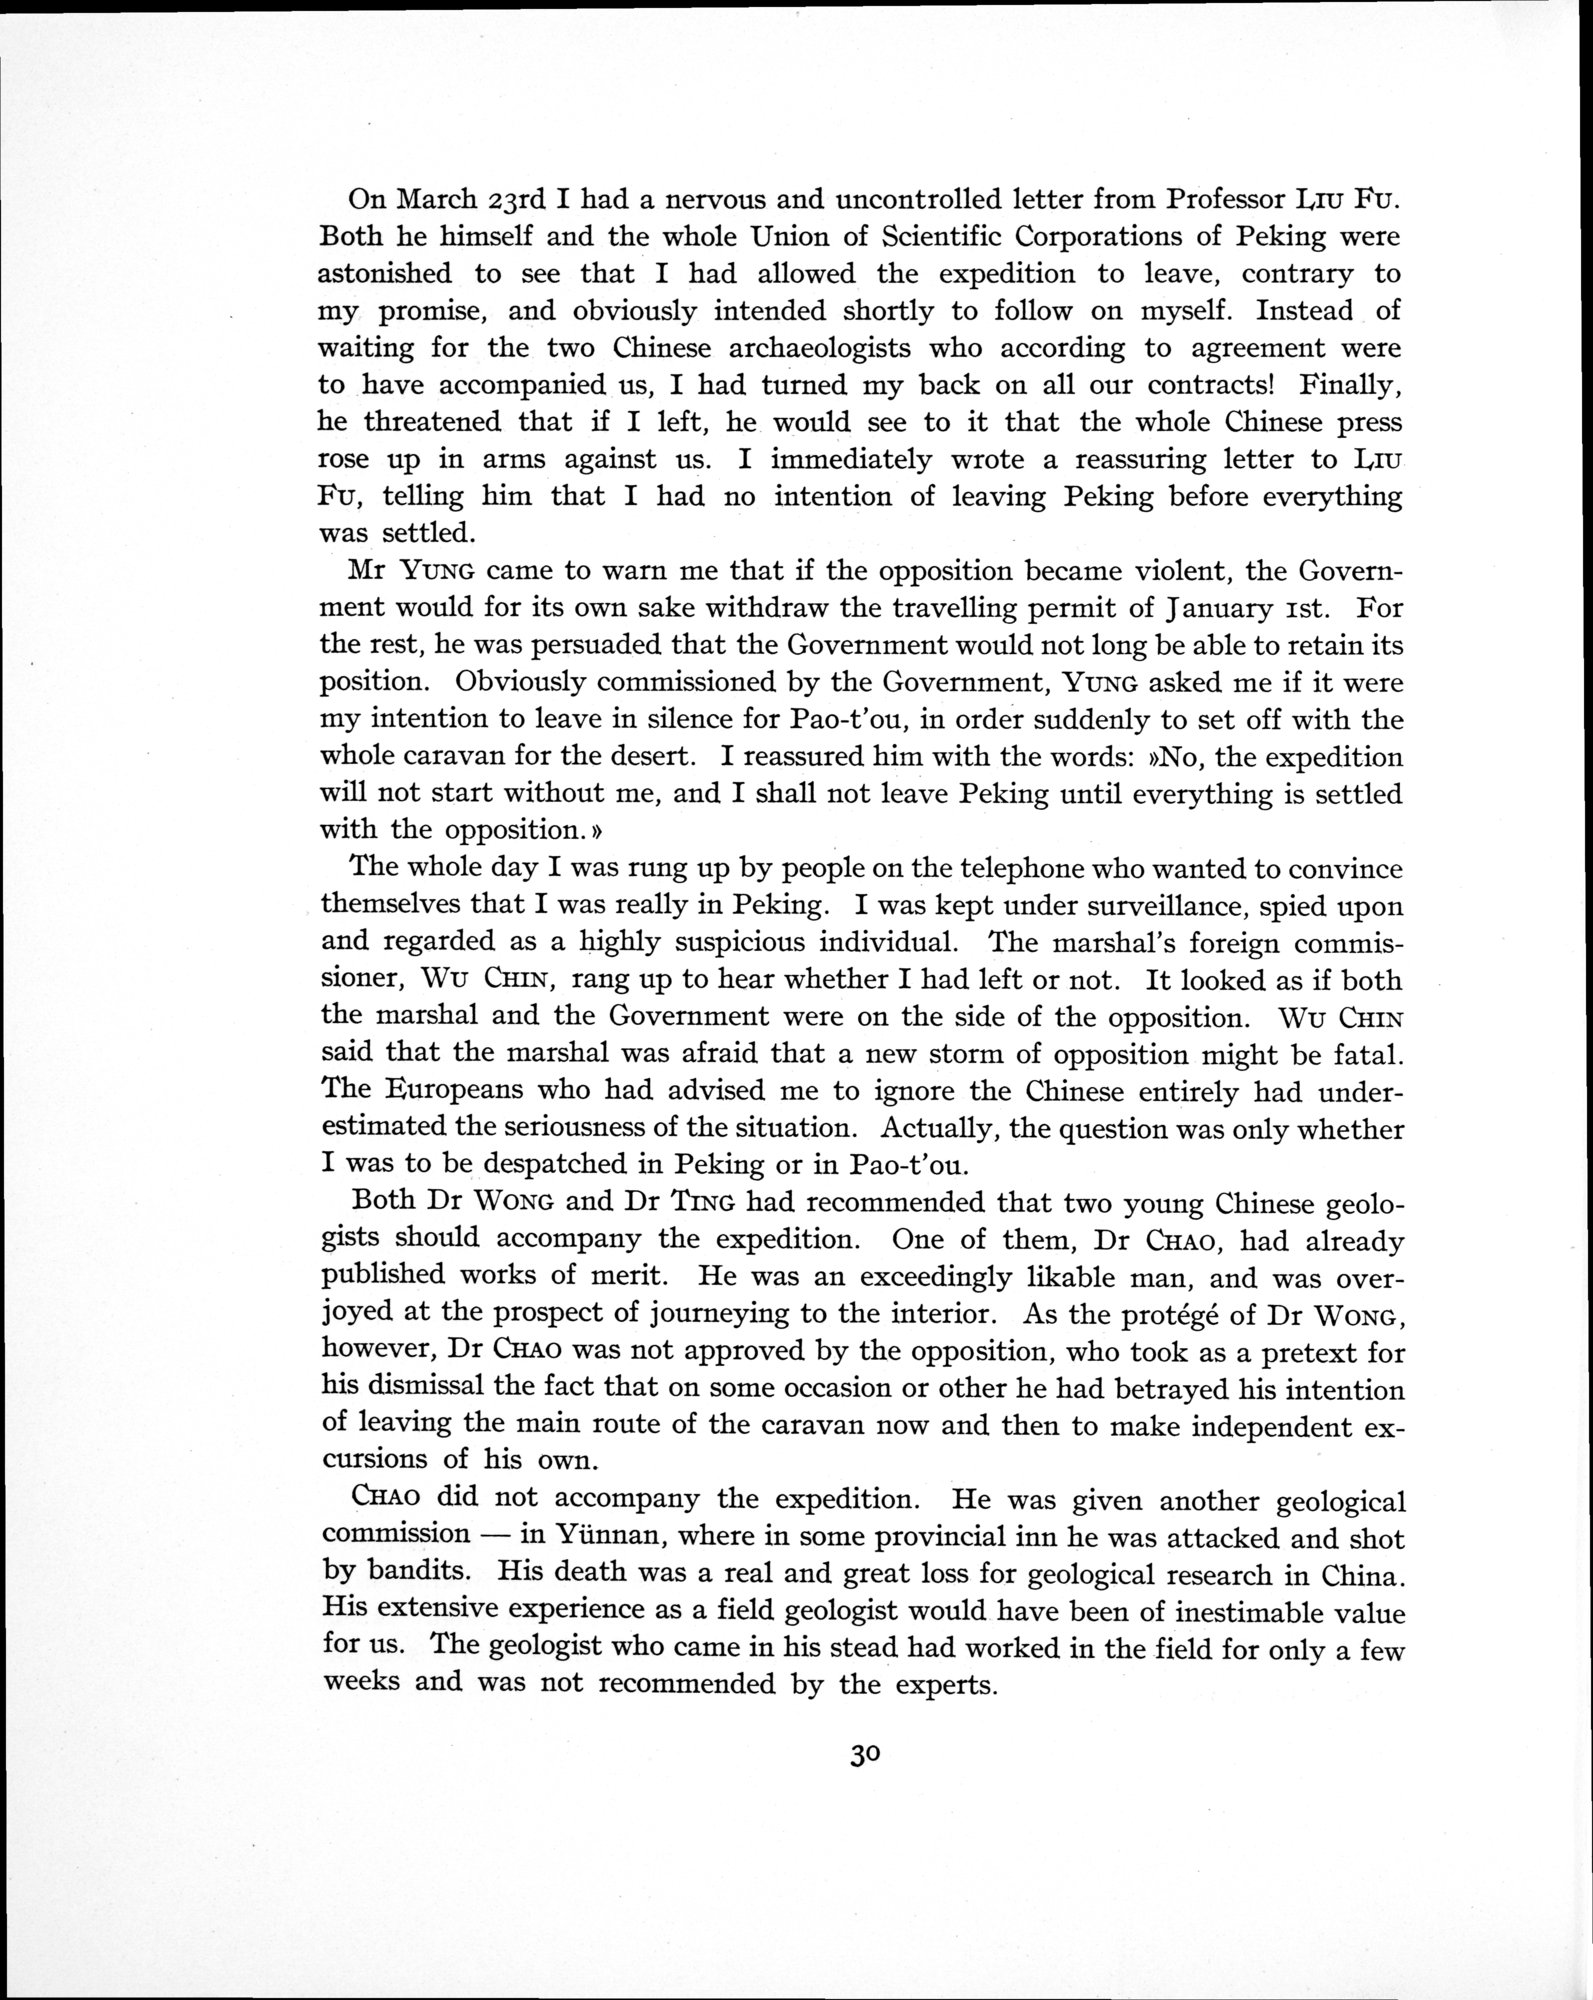 On March 23rd I had a nervous and uncontrolled letter from Professor LIU FU.
Both he himself and the whole Union of Scientific Corporations of Peking were
astonished to see that I had allowed the expedition to leave, contrary to
my promise, and obviously intended shortly to follow on myself. Instead of
waiting for the two Chinese archaeologists who according to agreement were
to have accompanied us, I had turned my back on all our contracts! Finally,
he threatened that if I left, he would see to it that the whole Chinese press
rose up in arms against us. I immediately wrote a reassuring letter to LIU
FU, telling him that I had no intention of leaving Peking before everything
was settled.
Mr YUNG came to warn me that if the opposition became violent, the Govern-
ment would for its own sake withdraw the travelling permit of January 1st. For
the rest, he was persuaded that the Government would not long be able to retain its
position. Obviously commissioned by the Government, YUNG asked me if it were
my intention to leave in silence for Pao-t'ou, in order suddenly to set off with the
whole caravan for the desert. I reassured him with the words: »No, the expedition
will not start without me, and I shall not leave Peking until everything is settled
with the opposition.»
The whole day I was rung up by people on the telephone who wanted to convince
themselves that I was really in Peking. I was kept under surveillance, spied upon
and regarded as a highly suspicious individual. The marshal's foreign commis-
sioner, WU CHIN, rang up to hear whether I had left or not. It looked as if both
the marshal and the Government were on the side of the opposition. WU CHIN
said that the marshal was afraid that a new storm of opposition might be fatal.
The Europeans who had advised me to ignore the Chinese entirely had under-
estimated the seriousness of the situation. Actually, the question was only whether
I was to be despatched in Peking or in Pao-t'ou.
Both Dr WONG and Dr TING had recommended that two young Chinese geolo-
gists should accompany the expedition. One of them, Dr CHAO, had already
published works of merit. He was an exceedingly likable man, and was over-
joyed at the prospect of journeying to the interior. As the protégé of Dr WONG,
however, Dr CHAO was not approved by the opposition, who took as a pretext for
his dismissal the fact that on some occasion or other he had betrayed his intention
of leaving the main route of the caravan now and then to make independent ex-
cursions of his own.
CHAO did not accompany the expedition. He was given another geological
commission — in Yünnan, where in some provincial inn he was attacked and shot
by bandits. His death was a real and great loss for geological research in China.
His extensive experience as a field geologist would have been of inestimable value
for us. The geologist who came in his stead had worked in the field for only a few
weeks and was not recommended by the experts.
30